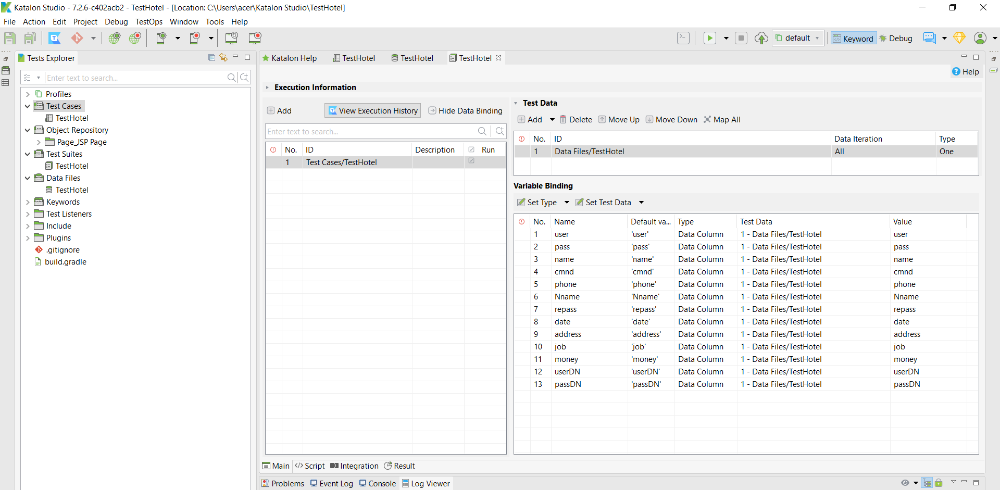 Katalon Studio - 7.2.6-c402acb2 - TestHotel - [Location: C:\Users\acer\Katalon Studio\TestHotel]
File Action Edit Project Debug TestOps Window Tools Help
default Keyword Debug
Tests Explorer
Enter text to search...
Profiles
Test Cases
TestHotel
Object Repository
Page_JSP Page
Test Suites
TestHotel
Data Files
TestHotel
Keywords
Test Listeners
Include
Plugins
.gitignore
build.gradle
Katalon Help TestHotel TestHotel TestHotel
Help
Execution Information
Add View Execution History Hide Data Binding
Enter text to search...
No. ID Description Run
1 Test Cases/TestHotel
Test Data
Add Delete Move Up Move Down Map All
No. ID Data Iteration Type
1 Data Files/TestHotel All One
Variable Binding
Set Type Set Test Data
No. Name Default va... Type Test Data Value
1 user 'user' Data Column 1 - Data Files/TestHotel user
2 pass 'pass' Data Column 1 - Data Files/TestHotel pass
3 name 'name' Data Column 1 - Data Files/TestHotel name
4 cmnd 'cmnd' Data Column 1 - Data Files/TestHotel cmnd
5 phone 'phone' Data Column 1 - Data Files/TestHotel phone
6 Nname 'Nname' Data Column 1 - Data Files/TestHotel Nname
7 repass 'repass' Data Column 1 - Data Files/TestHotel repass
8 date 'date' Data Column 1 - Data Files/TestHotel date
9 address 'address' Data Column 1 - Data Files/TestHotel address
10 job 'job' Data Column 1 - Data Files/TestHotel job
11 money 'money' Data Column 1 - Data Files/TestHotel money
12 userDN 'userDN' Data Column 1 - Data Files/TestHotel userDN
13 passDN 'passDN' Data Column 1 - Data Files/TestHotel passDN
Main </> Script Integration Result
Problems Event Log Console Log Viewer